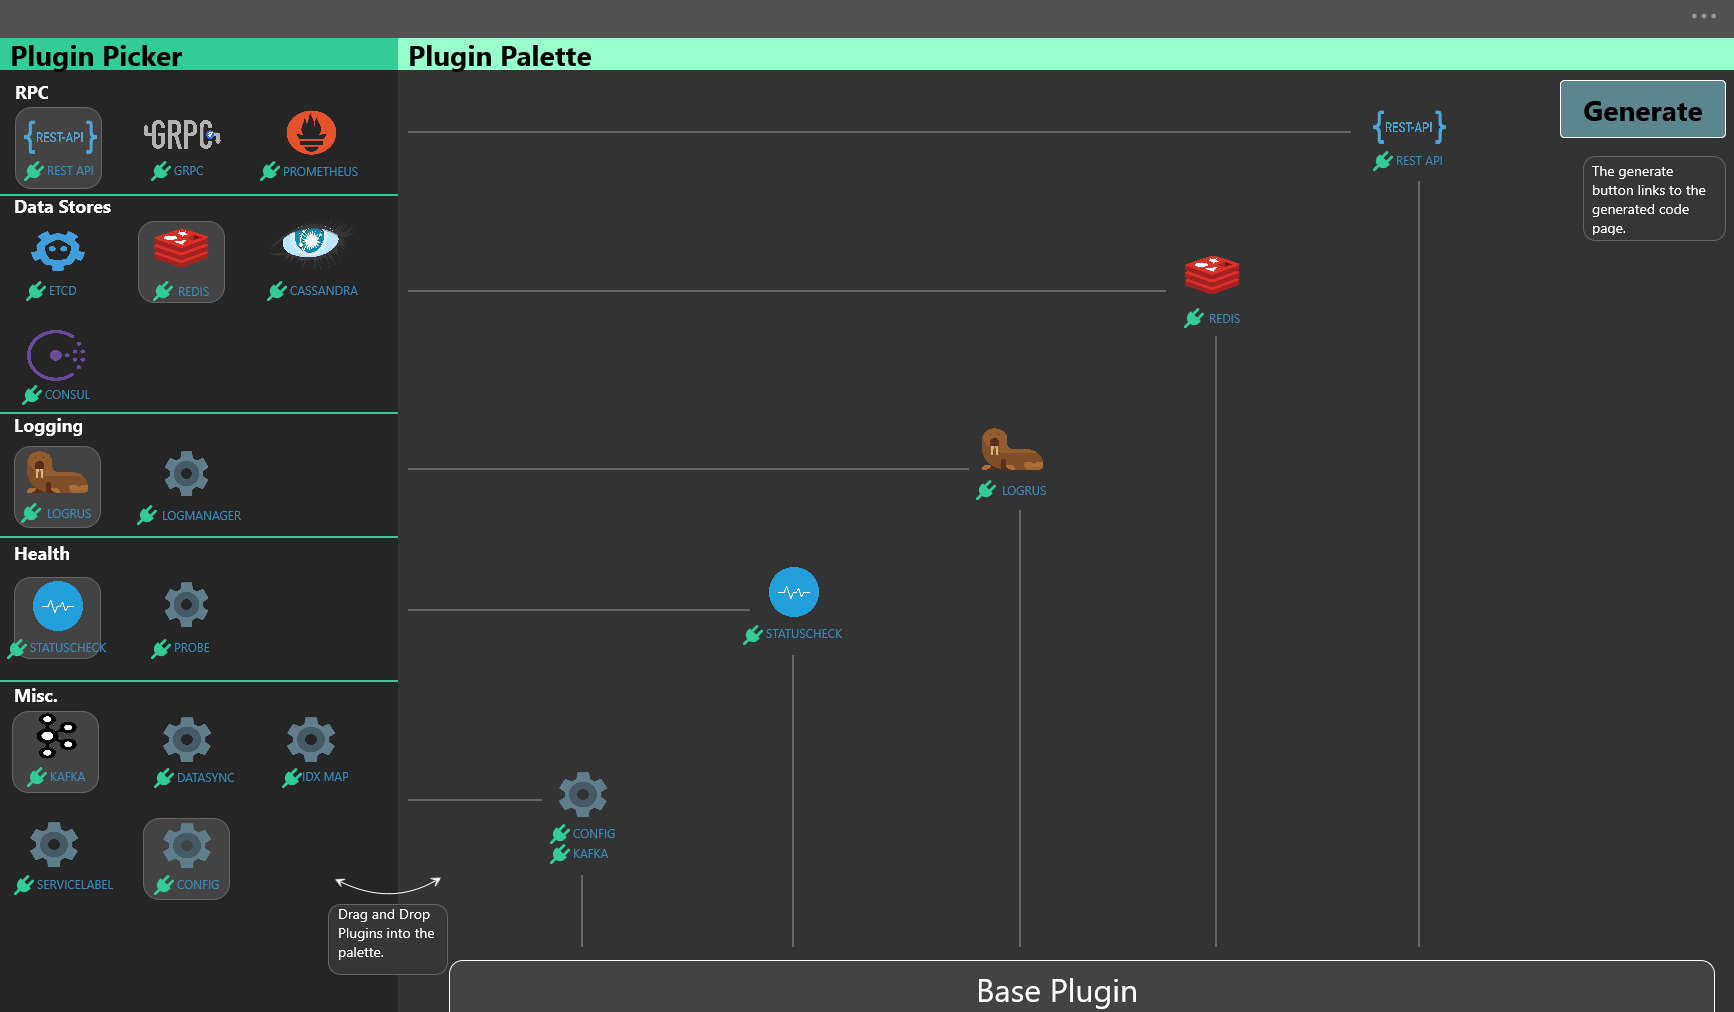 Plugin Picker
Plugin Palette
RPC
{REST-API}
REST API
GRPC
GRPC
PROMETHEUS
Data Stores
ETCD
REDIS
CASSANDRA
CONSUL
Logging
LOGRUS
LOGMANAGER
Health
STATUSCHECK
PROBE
Misc.
KAFKA
DATASYNC
IDX MAP
SERVICELABEL
CONFIG
Drag and Drop
Plugins into the
palette.
{REST-API}
REST API
REDIS
LOGRUS
STATUSCHECK
CONFIG
KAFKA
Base Plugin
Generate
The generate
button links to the
generated code
page.